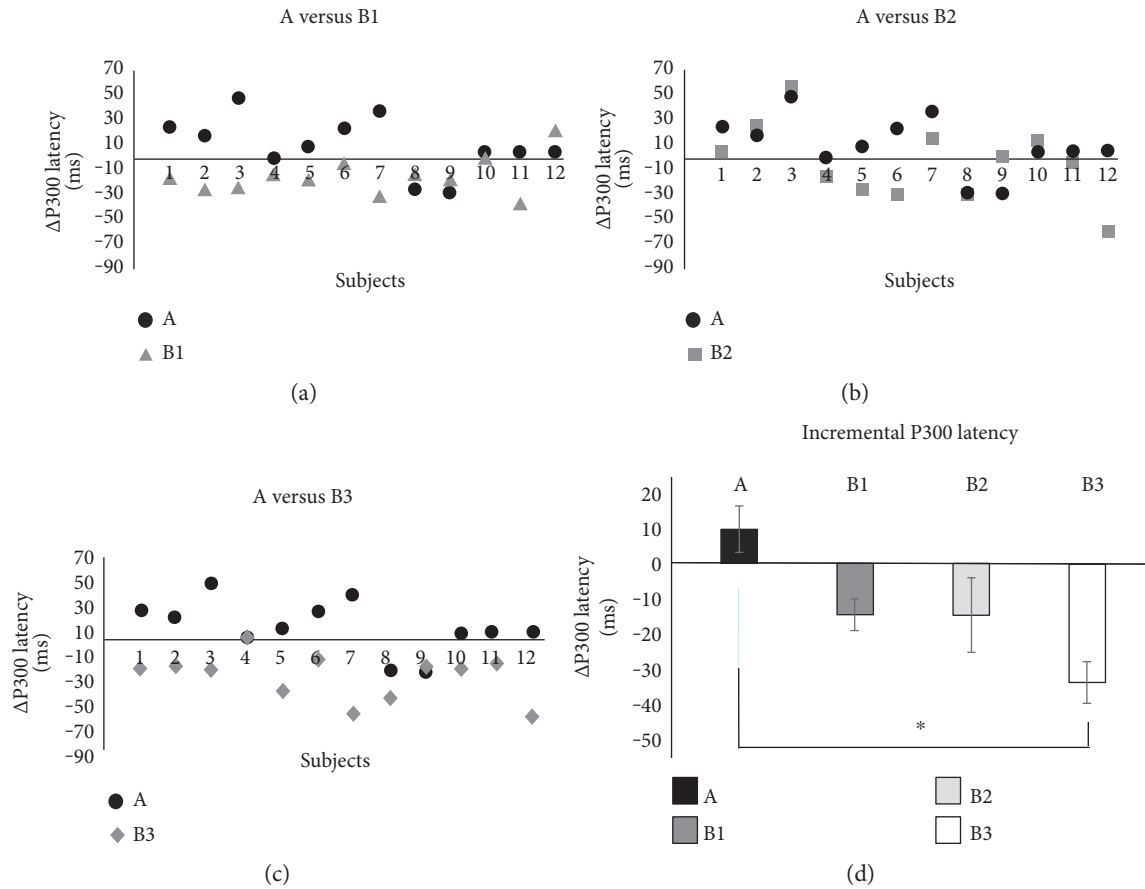 A versus B1
70
50
30
10
−10
−30
−50
−70
−90
ΔP300 latency
(ms)
1 2 3 4 5 6 7 8 9 10 11 12
Subjects
A
B1
(a)
A versus B2
70
50
30
10
−10
−30
−50
−70
−90
ΔP300 latency
(ms)
1 2 3 4 5 6 7 8 9 10 11 12
Subjects
A
B2
(b)
A versus B3
70
50
30
10
−10
−30
−50
−70
−90
ΔP300 latency
(ms)
1 2 3 4 5 6 7 8 9 10 11 12
Subjects
A
B3
(c)
Incremental P300 latency
A B1 B2 B3
20
10
0
−10
−20
−30
−40
−50
ΔP300 latency
(ms)
*
A B2
B1 B3
(d)